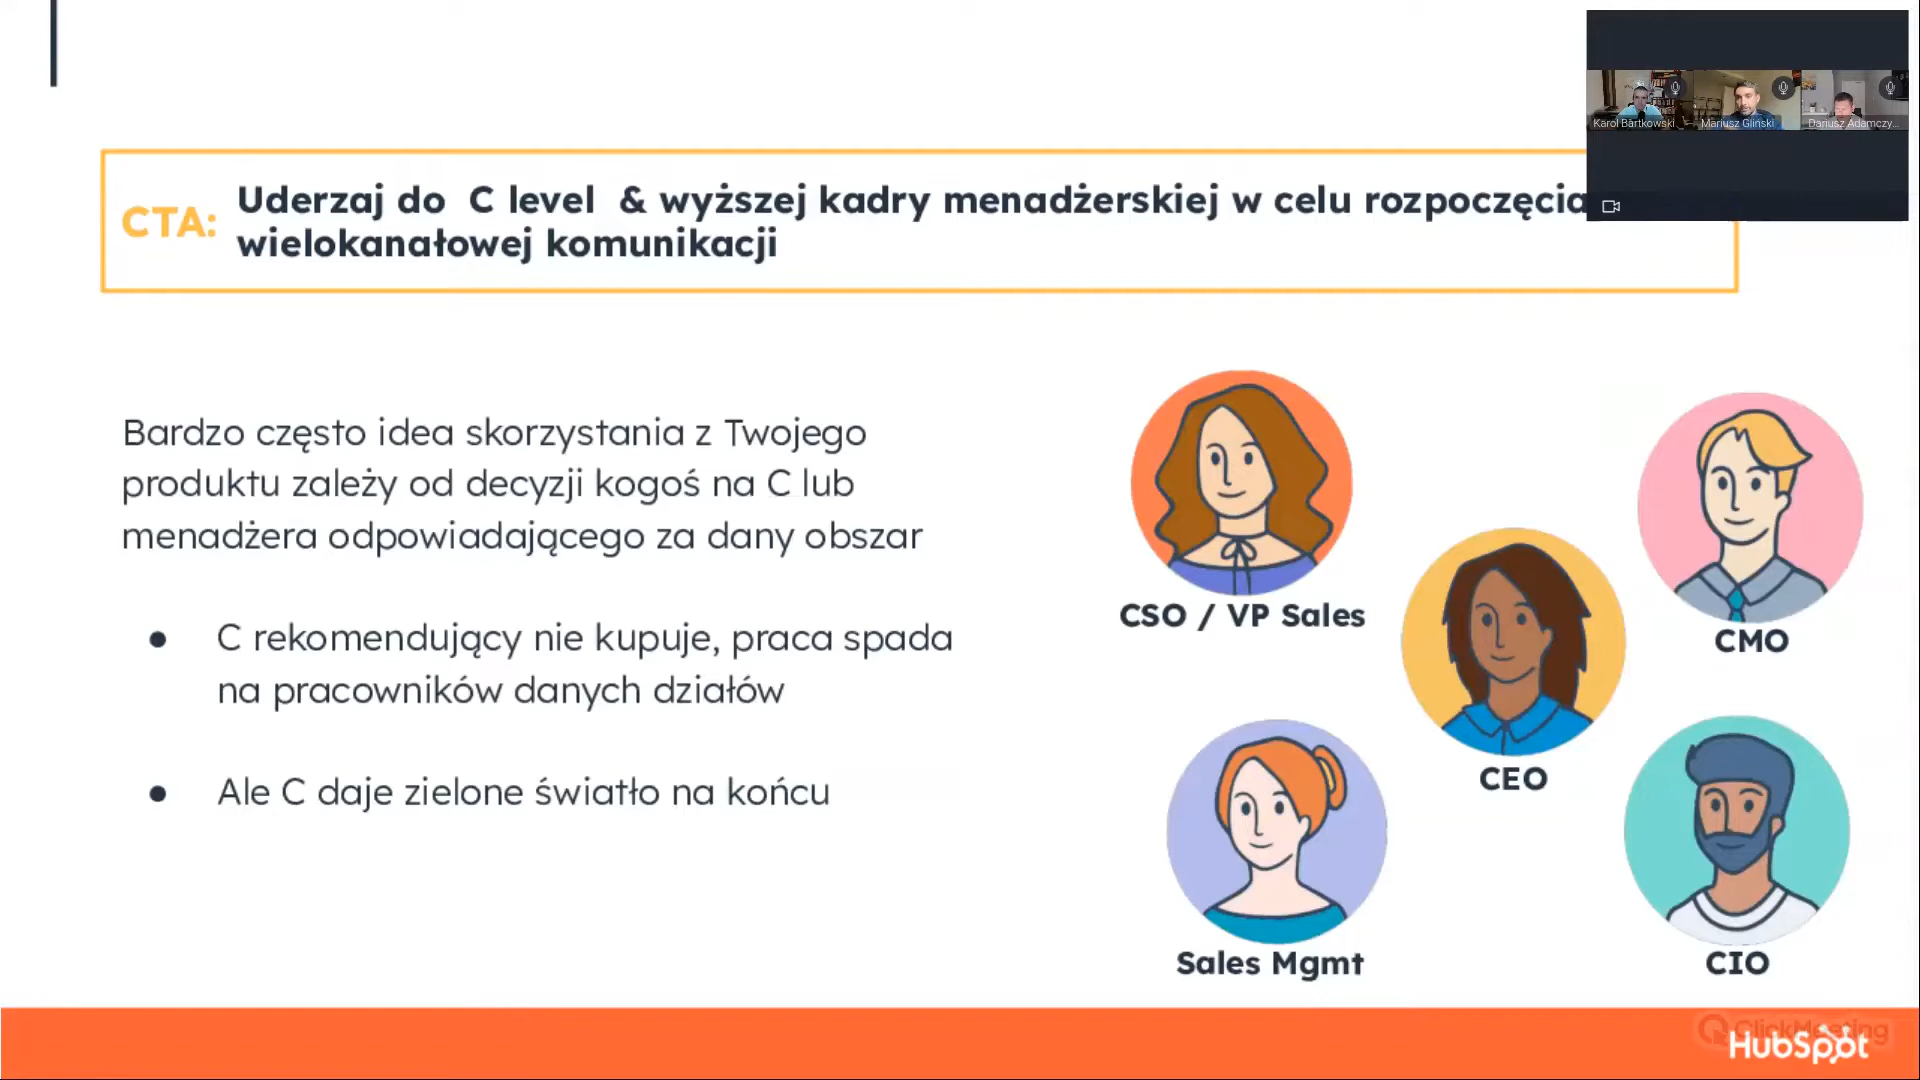 Karol Bartkowski
Mariusz Gliński
Dariusz Adamczy...
CTA:
Uderzaj do C level & wyższej kadry menadżerskiej w celu rozpoczęcia
wielokanałowej komunikacji
Bardzo często idea skorzystania z Twojego
produktu zależy od decyzji kogoś na C lub
menadżera odpowiadającego za dany obszar
● C rekomendujący nie kupuje, praca spada
na pracowników danych działów
● Ale C daje zielone światło na końcu
CSO / VP Sales
CMO
CEO
Sales Mgmt
CIO
ClickMeeting
HubSpot